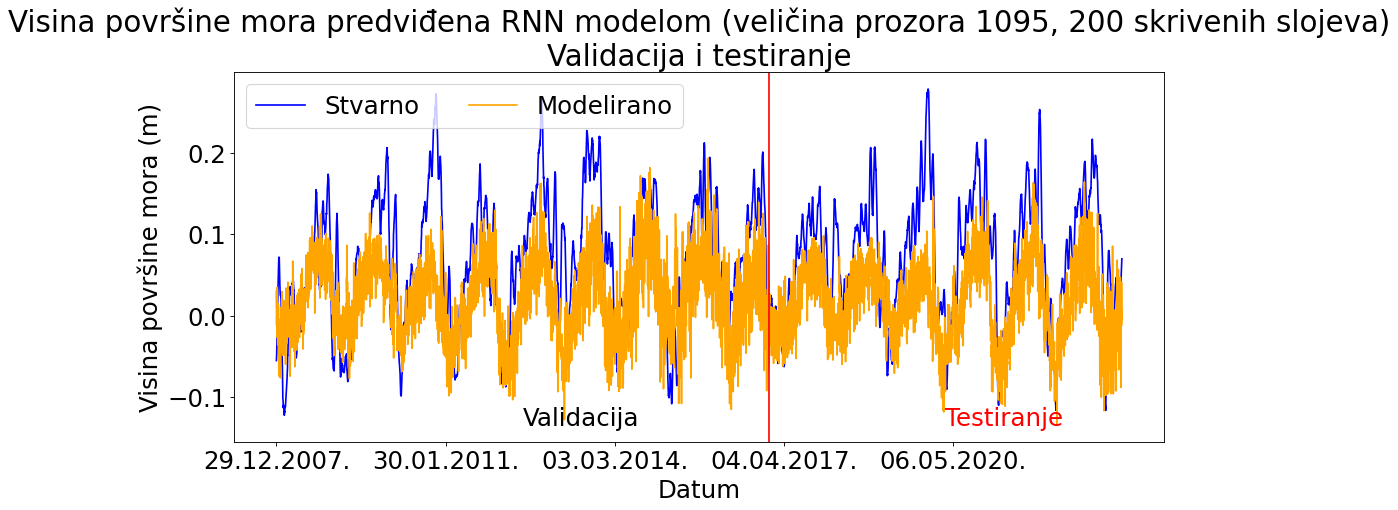 Visina površine mora predviđena RNN modelom (veličina prozora 1095, 200 skrivenih slojeva)
Validacija i testiranje
Stvarno
Modelirano
Visina površine mora (m)
0.2
0.1
0.0
−0.1
Validacija
Testiranje
29.12.2007.
30.01.2011.
03.03.2014.
04.04.2017.
06.05.2020.
Datum